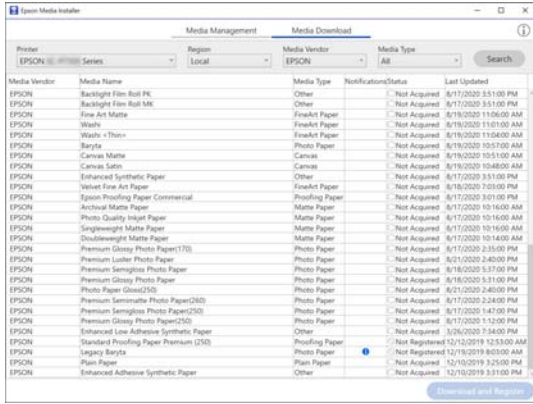 Epson Media Installer
Media Management Media Download
Printer Region Media Vendor Media Type
EPSON Series Local EPSON All Search
Media Vendor Media Name Media Type Notifications Status Last Updated
EPSON Backlight Film Roll PK Other Not Acquired 8/17/2020 3:51:00 PM
EPSON Backlight Film Roll MK Other Not Acquired 8/17/2020 3:51:00 PM
EPSON Fine Art Matte FineArt Paper Not Acquired 8/19/2020 11:06:00 AM
EPSON Washi FineArt Paper Not Acquired 8/19/2020 11:01:00 AM
EPSON Washi <Thin> FineArt Paper Not Acquired 8/19/2020 11:04:00 AM
EPSON Baryta Photo Paper Not Acquired 8/19/2020 10:57:00 AM
EPSON Canvas Matte Canvas Not Acquired 8/19/2020 10:51:00 AM
EPSON Canvas Satin Canvas Not Acquired 8/19/2020 10:48:00 AM
EPSON Enhanced Synthetic Paper Other Not Acquired 8/17/2020 3:51:00 PM
EPSON Velvet Fine Art Paper FineArt Paper Not Acquired 8/18/2020 7:03:00 PM
EPSON Epson Proofing Paper Commercial Proofing Paper Not Acquired 8/17/2020 3:01:00 PM
EPSON Archival Matte Paper Matte Paper Not Acquired 8/17/2020 10:16:00 AM
EPSON Photo Quality Inkjet Paper Matte Paper Not Acquired 8/17/2020 10:16:00 AM
EPSON Singleweight Matte Paper Matte Paper Not Acquired 8/17/2020 10:16:00 AM
EPSON Doubleweight Matte Paper Matte Paper Not Acquired 8/17/2020 10:14:00 AM
EPSON Premium Glossy Photo Paper(170) Photo Paper Not Acquired 8/17/2020 2:35:00 PM
EPSON Premium Luster Photo Paper Photo Paper Not Acquired 8/21/2020 2:40:00 PM
EPSON Premium Semigloss Photo Paper Photo Paper Not Acquired 8/18/2020 5:37:00 PM
EPSON Premium Glossy Photo Paper Photo Paper Not Acquired 8/18/2020 5:31:00 PM
EPSON Photo Paper Gloss(250) Photo Paper Not Acquired 8/21/2020 2:40:00 PM
EPSON Premium Semimatte Photo Paper(260) Photo Paper Not Acquired 8/17/2020 2:24:00 PM
EPSON Premium Semigloss Photo Paper(250) Photo Paper Not Acquired 8/17/2020 1:47:00 PM
EPSON Premium Glossy Photo Paper(250) Photo Paper Not Acquired 8/17/2020 1:12:00 PM
EPSON Enhanced Low Adhesive Synthetic Paper Other Not Acquired 3/26/2020 7:34:00 PM
EPSON Standard Proofing Paper Premium (250) Proofing Paper Not Registered 12/12/2019 12:53:00 AM
EPSON Legacy Baryta Photo Paper Not Registered 12/19/2019 8:03:00 AM
EPSON Plain Paper Plain Paper Not Acquired 12/10/2019 3:25:00 PM
EPSON Enhanced Adhesive Synthetic Paper Other Not Acquired 12/10/2019 3:31:00 PM
Download and Register